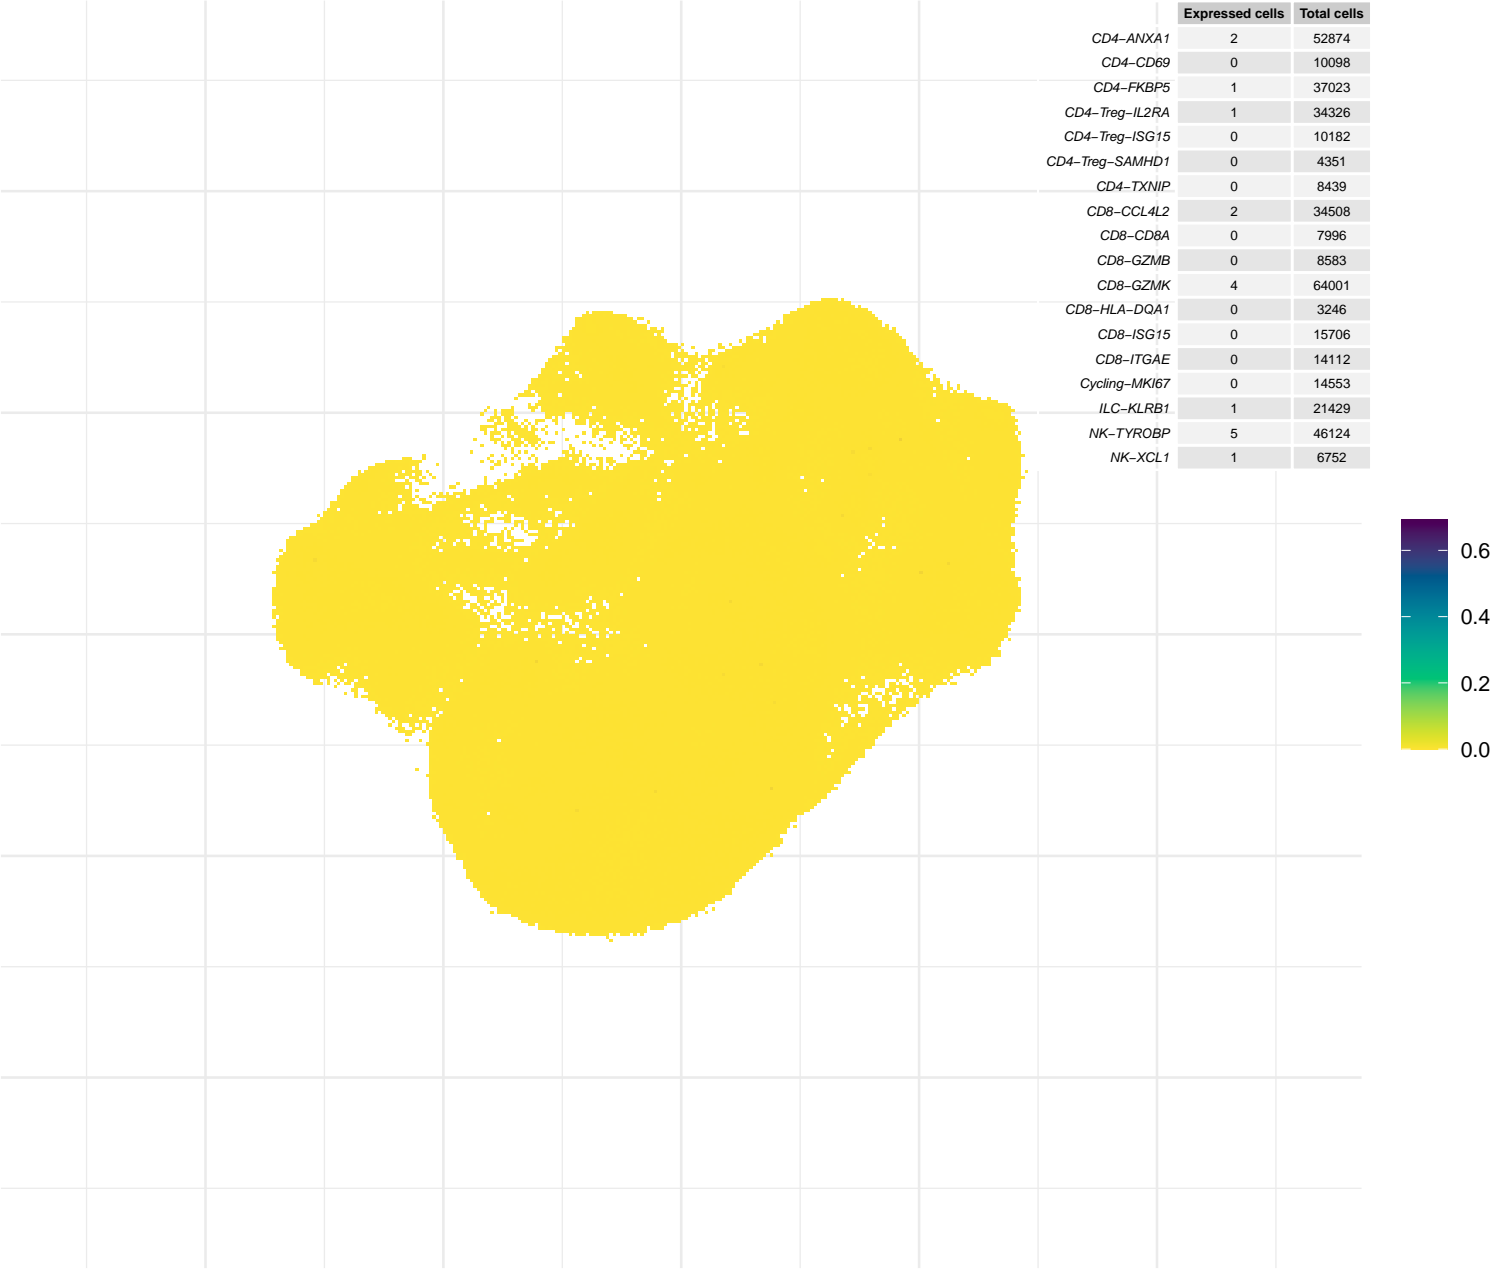 Expressed cells Total cells
CD4−ANXA1 2 52874
CD4−CD69 0 10098
CD4−FKBP5 1 37023
CD4−Treg−IL2RA 1 34326
CD4−Treg−ISG15 0 10182
CD4−Treg−SAMHD1 0 4351
CD4−TXNIP 0 8439
CD8−CCL4L2 2 34508
CD8−CD8A 0 7996
CD8−GZMB 0 8583
CD8−GZMK 4 64001
CD8−HLA−DQA1 0 3246
CD8−ISG15 0 15706
CD8−ITGAE 0 14112
Cycling−MKI67 0 14553
ILC−KLRB1 1 21429
NK−TYROBP 5 46124
NK−XCL1 1 6752
0.6
0.4
0.2
0.0